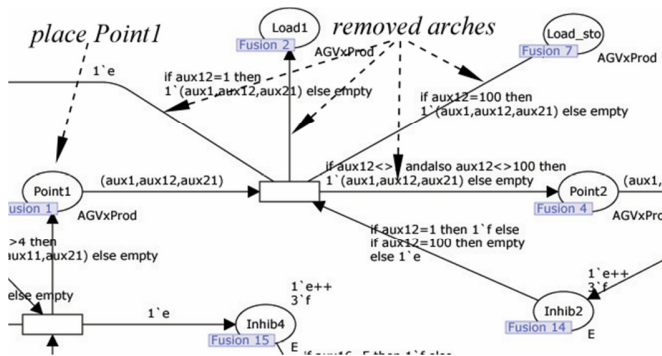 place Point1
removed arches
Load1
Fusion 2
AGVxProd
Load_sto
Fusion 7
AGVxProd
1`e
if aux12=1 then
1`(aux1,aux12,aux21) else empty
if aux12=100 then
1`(aux1,aux12,aux21) else empty
Point1
usion 1
AGVxProd
(aux1,aux12,aux21)
if aux12<> andalso aux12<>100 then
1`(aux1,aux12,aux21) else empty
Point2
Fusion 4
AGVxPro
(aux1,
>4 then
aux11,aux21) else empty
else empty
if aux12=1 then 1`f else
if aux12=100 then empty
else 1`e
1`e
1`e++
3`f
Inhib4
Fusion 15
E
1`e++
3`f
Inhib2
Fusion 14
E